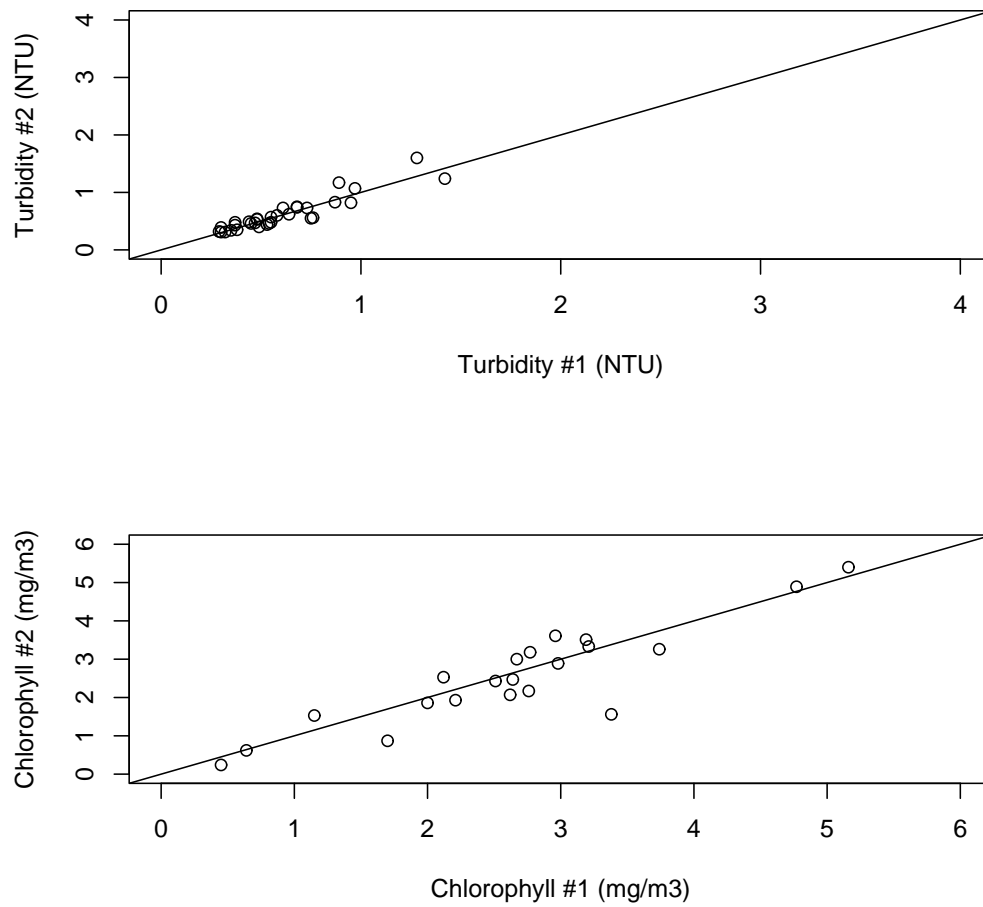 4
3
2
1
0
Turbidity #2 (NTU)
0 1 2 3 4
Turbidity #1 (NTU)
6
5
4
3
2
1
0
Chlorophyll #2 (mg/m3)
0 1 2 3 4 5 6
Chlorophyll #1 (mg/m3)